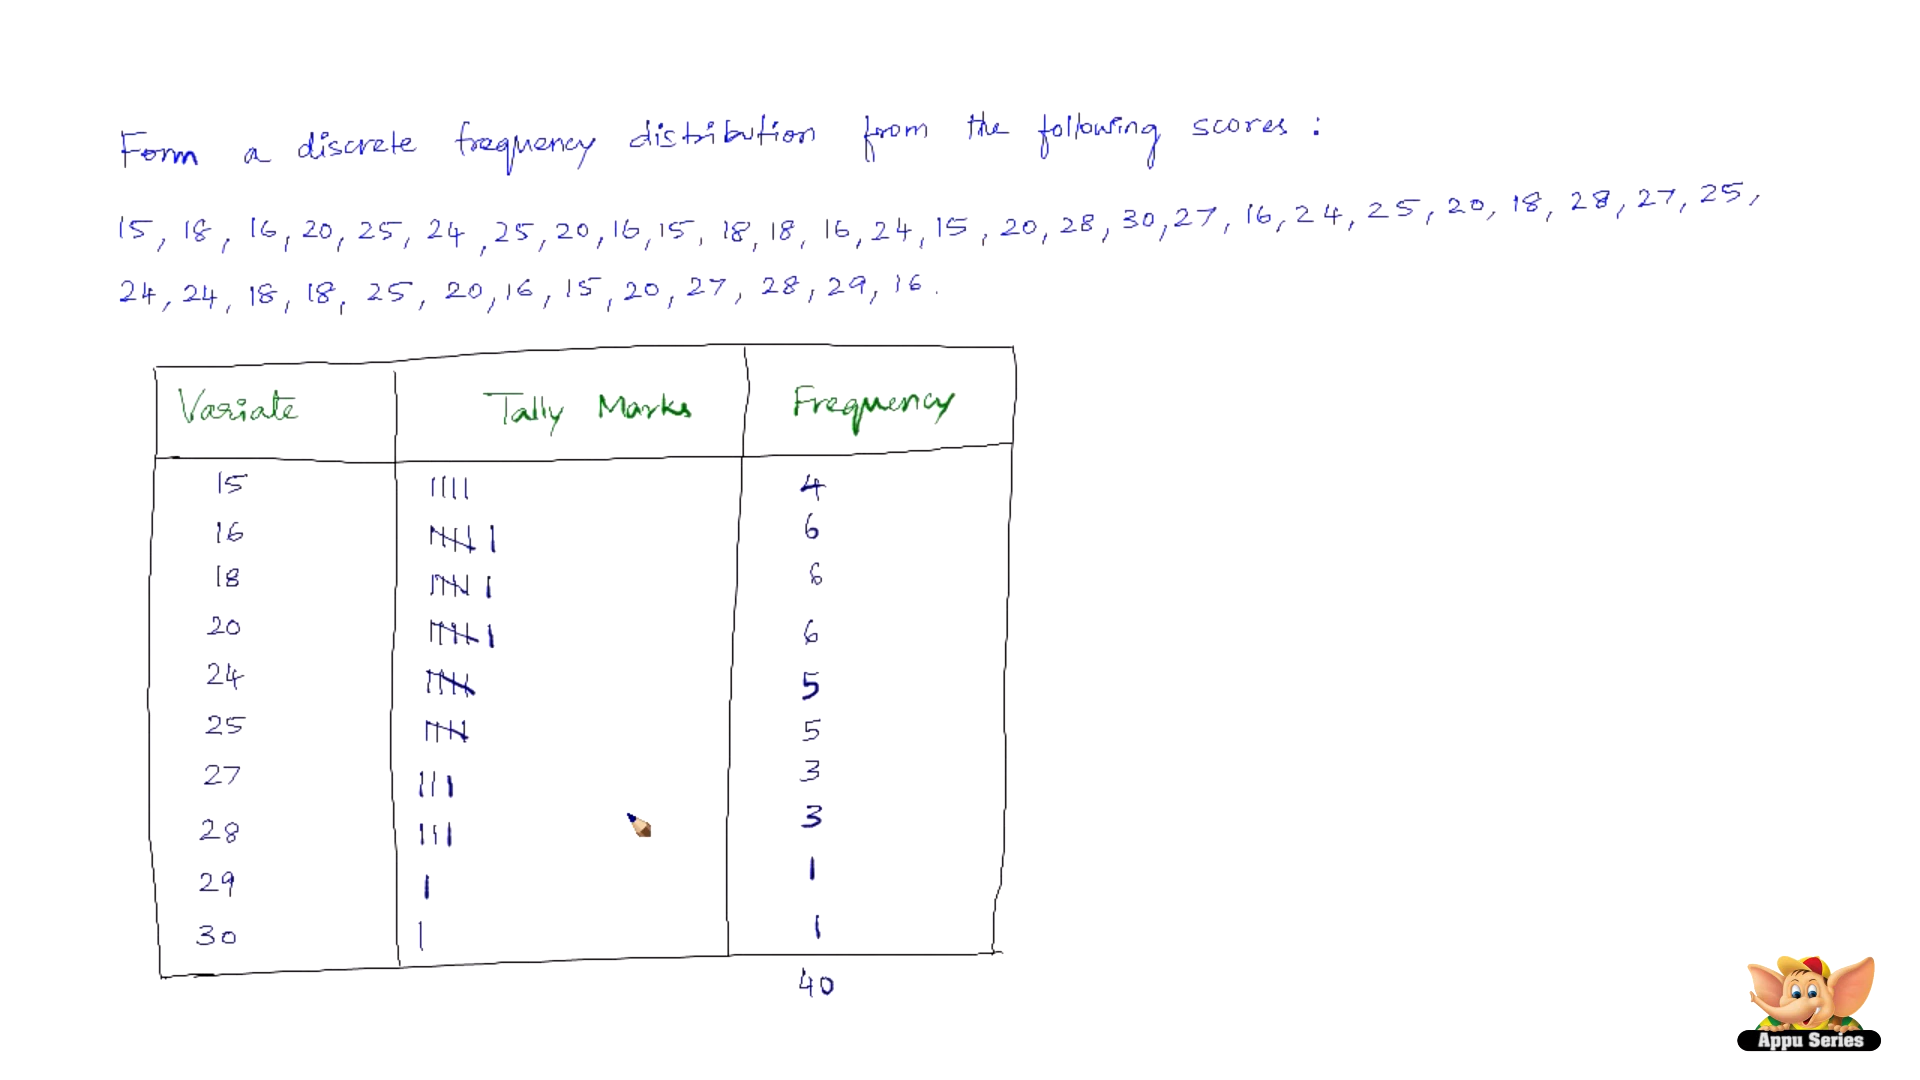 Form a discrete frequency distribution from the following scores :
15, 18, 16, 20, 25, 24, 25, 20, 16, 15, 18, 18, 16, 24, 15, 20, 28, 30, 27, 16, 24, 25, 20, 18, 28, 27, 25,
24, 24, 18, 18, 25, 20, 16, 15, 20, 27, 28, 29, 16.
Variate Tally Marks Frequency
15 |||| 4
16 |||| | 6
18 |||| | 6
20 |||| | 6
24 |||| 5
25 |||| 5
27 ||| 3
28 ||| 3
29 | 1
30 | 1
40
Appu Series